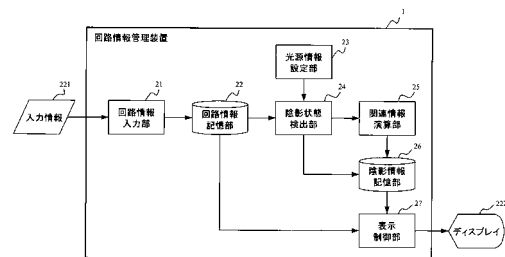 1
回路情報管理装置
23
光源情報
設定部
221
21
22
24
25
入力情報
回路情報
入力部
回路情報
記憶部
陰影状態
検出部
関連情報
演算部
26
陰影情報
記憶部
27
222
表示
制御部
ディスプレイ